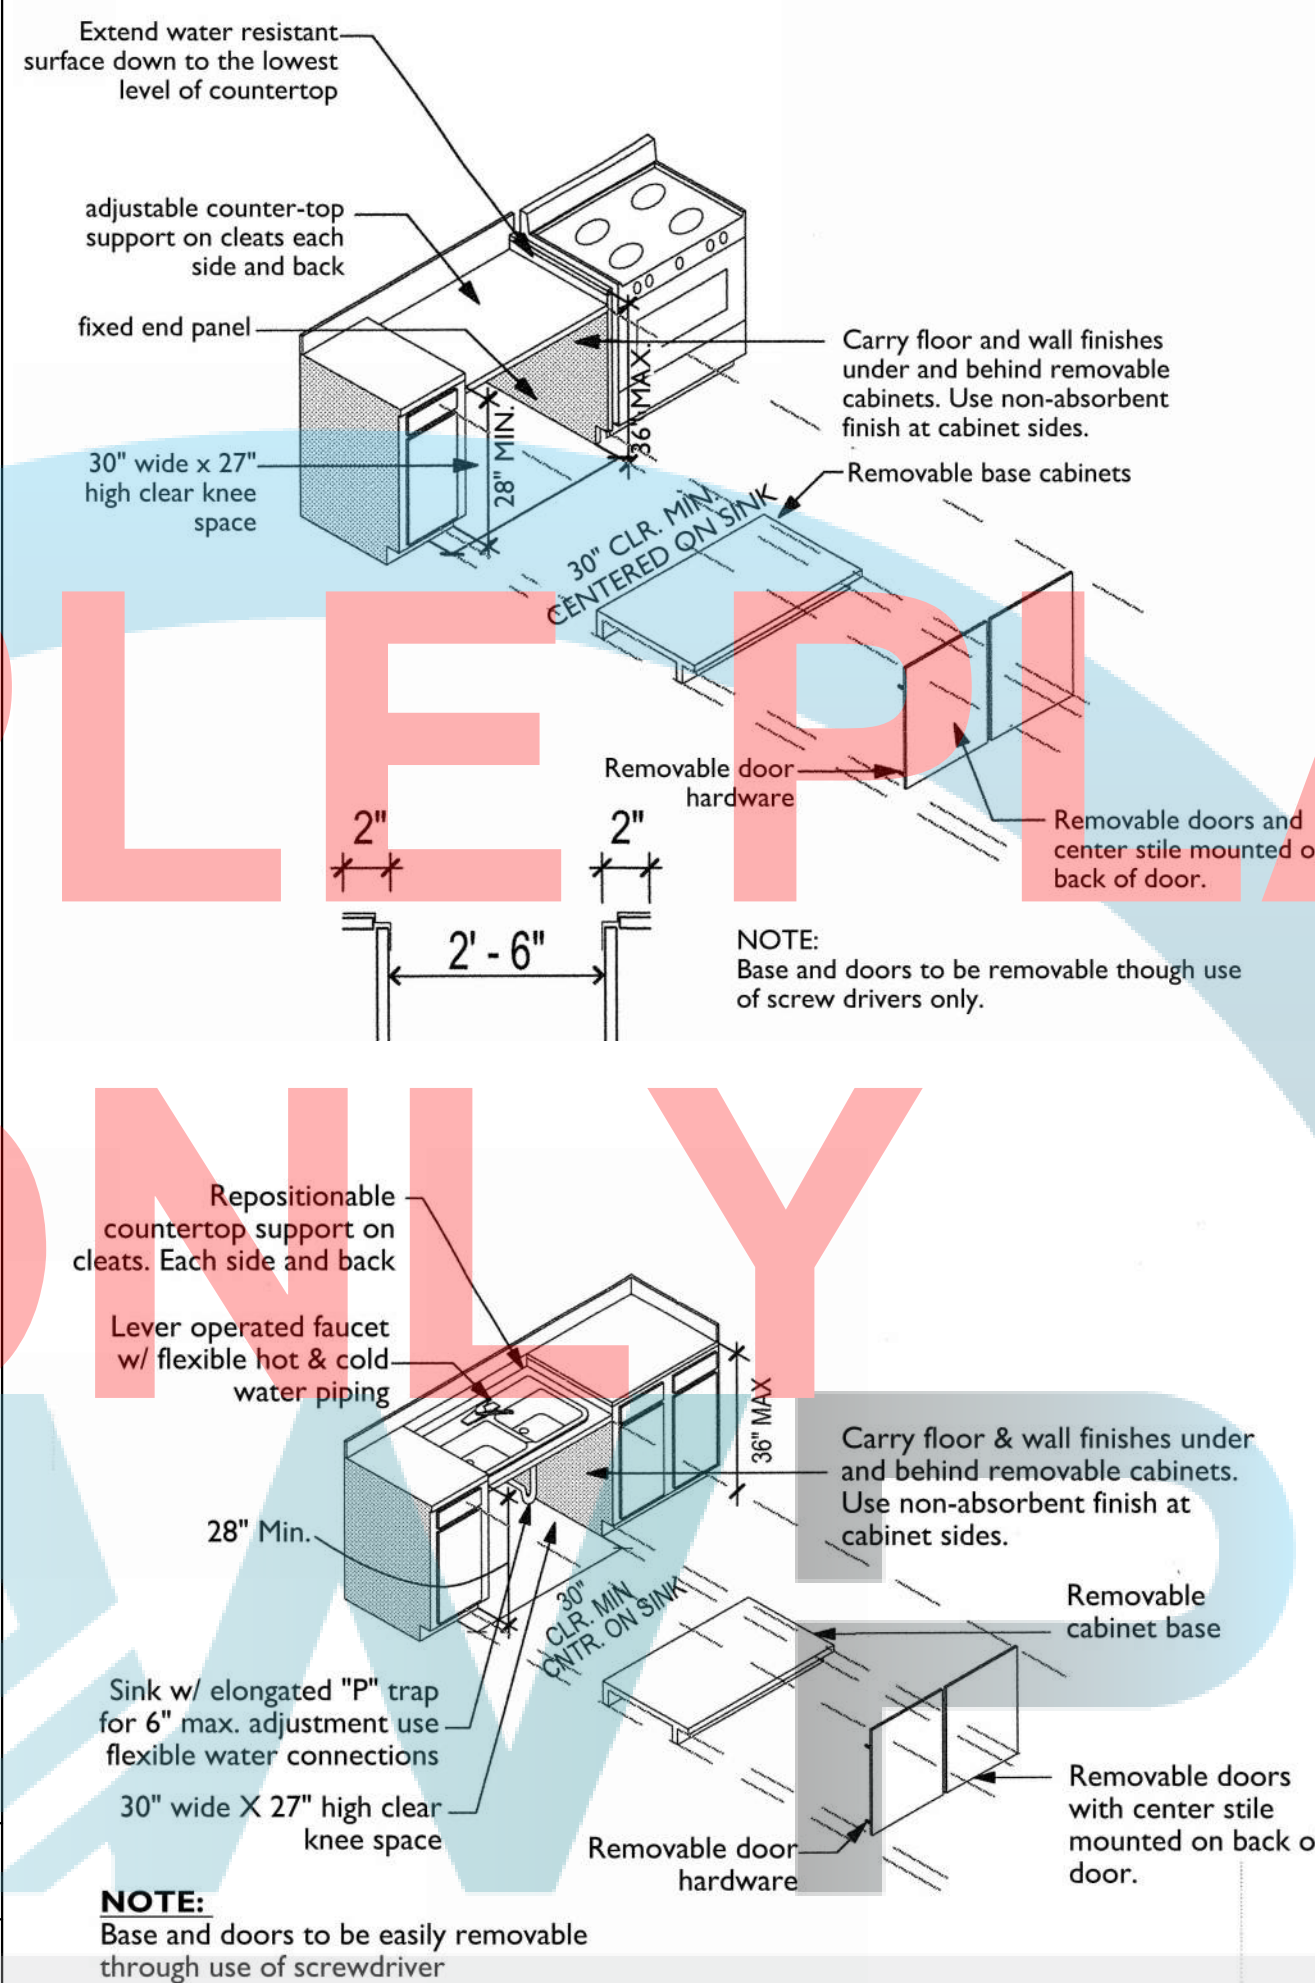 Extend water resistant
surface down to the lowest
level of countertop
adjustable counter-top
support on cleats each
side and back
fixed end panel
36" MAX.
Carry floor and wall finishes
under and behind removable
cabinets. Use non-absorbent
finish at cabinet sides.
30" wide x 27"
high clear knee
space
28" MIN.
Removable base cabinets
30" CLR. MIN.
CENTERED ON SINK
PLE PLA
Removable door
hardware
Removable doors and
center stile mounted o
back of door.
2"
2"
2' - 6"
NOTE:
Base and doors to be removable though use
of screw drivers only.
ONLY
Repositionable
countertop support on
cleats. Each side and back
Lever operated faucet
w/ flexible hot & cold
water piping
36" MAX
Carry floor & wall finishes under
and behind removable cabinets.
Use non-absorbent finish at
cabinet sides.
28" Min.
30"
CLR. MIN
CNTR. ON SINK
Removable
cabinet base
Sink w/ elongated "P" trap
for 6" max. adjustment use
flexible water connections
30" wide X 27" high clear
knee space
Removable door
hardware
Removable doors
with center stile
mounted on back o
door.
NOTE:
Base and doors to be easily removable
through use of screwdriver